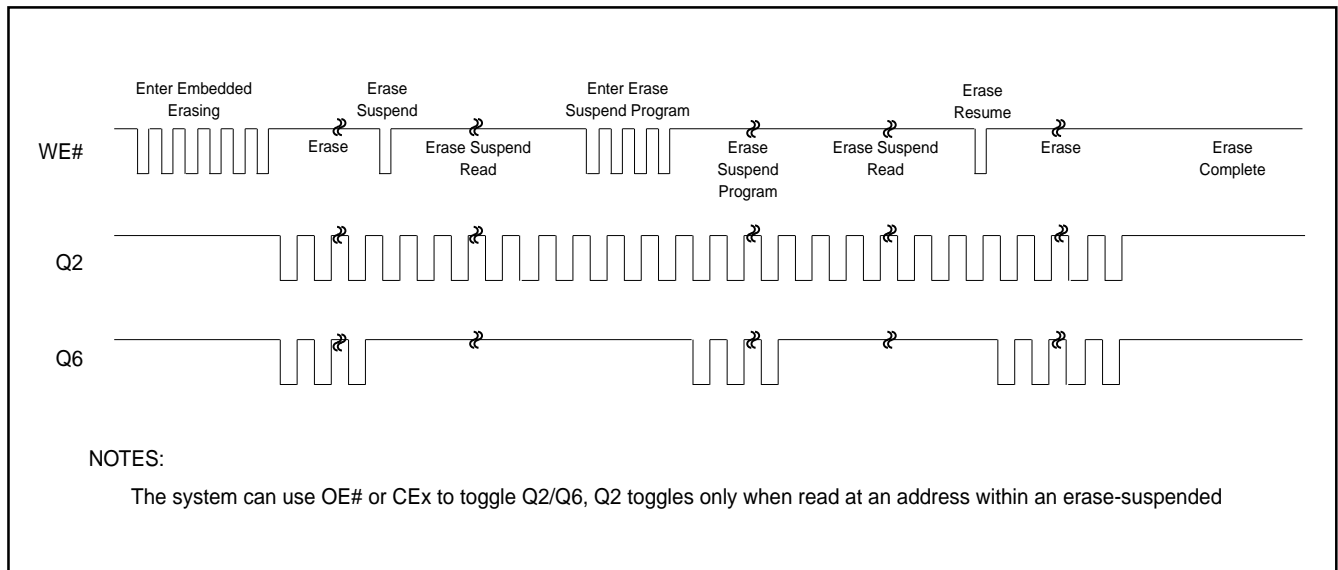 Enter Embedded
Erasing
Erase
Suspend
Enter Erase
Suspend Program
Erase
Resume
WE#
Erase
Erase Suspend
Read
Erase
Suspend
Program
Erase Suspend
Read
Erase
Erase
Complete
Q2
Q6
NOTES:
The system can use OE# or CEx to toggle Q2/Q6, Q2 toggles only when read at an address within an erase-suspended